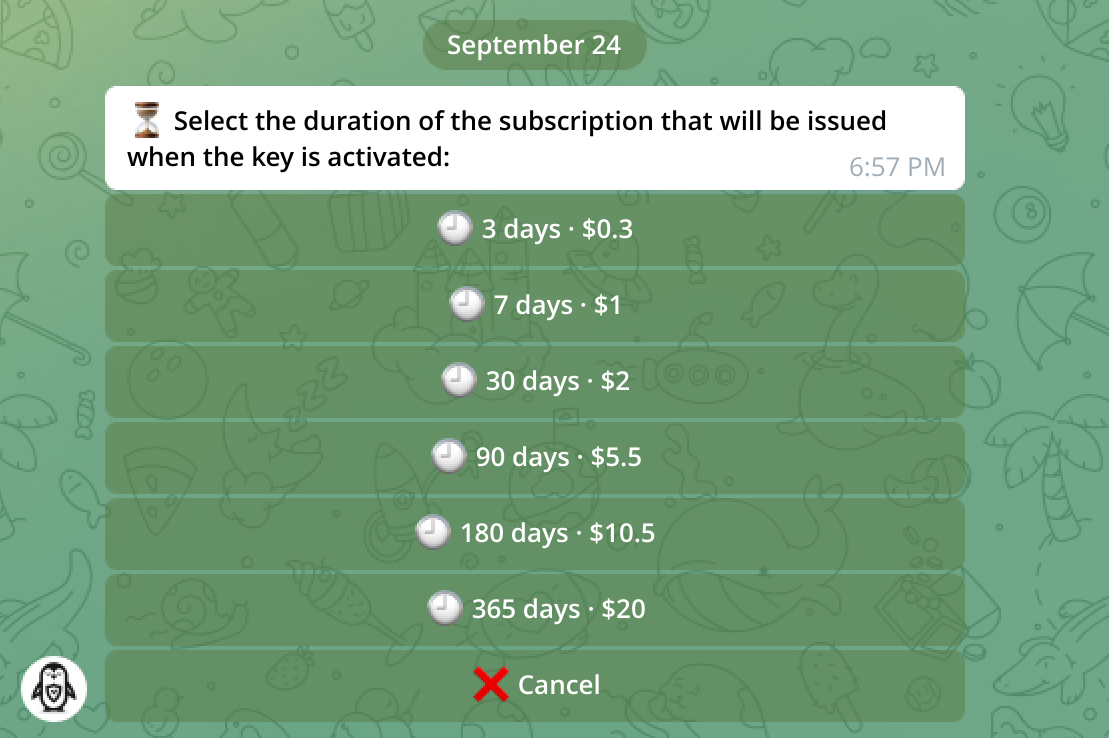 September 24
⏳ Select the duration of the subscription that will be issued
when the key is activated:
6:57 PM
🕘 3 days · $0.3
🕘 7 days · $1
🕘 30 days · $2
🕘 90 days · $5.5
🕘 180 days · $10.5
🕘 365 days · $20
❌ Cancel